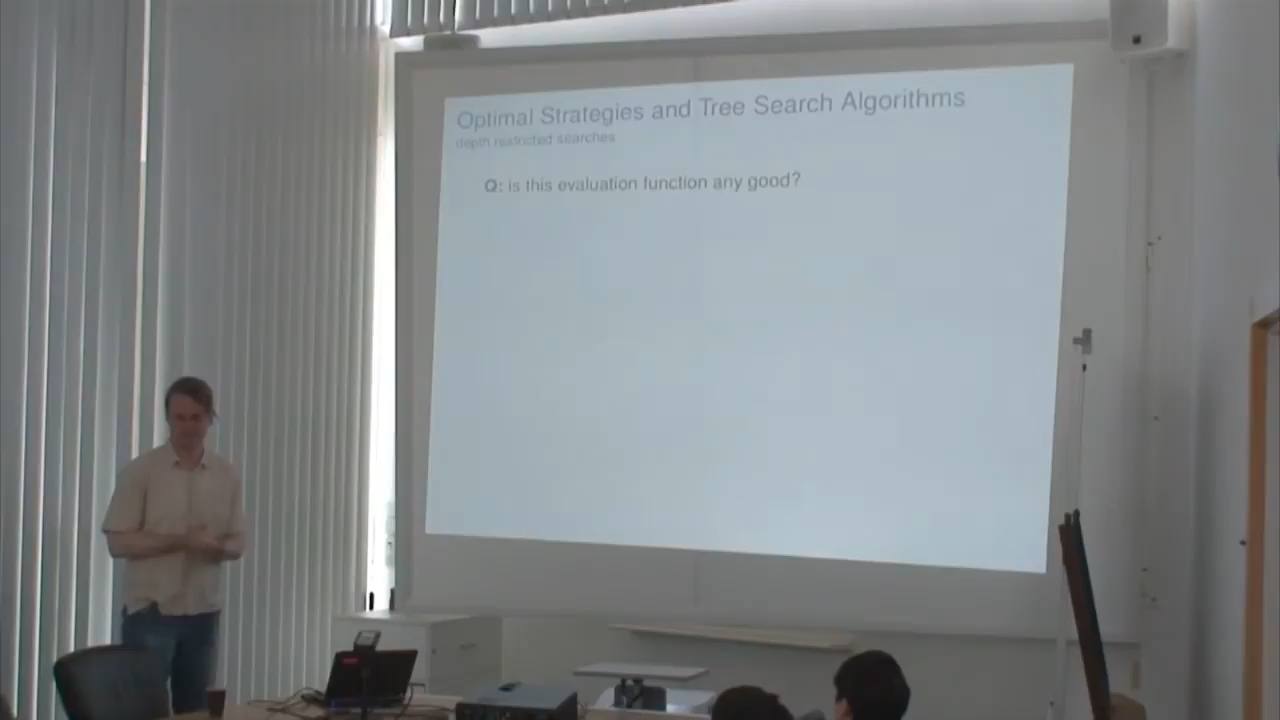 Optimal Strategies and Tree Search Algorithms
depth restricted searches
Q: is this evaluation function any good?